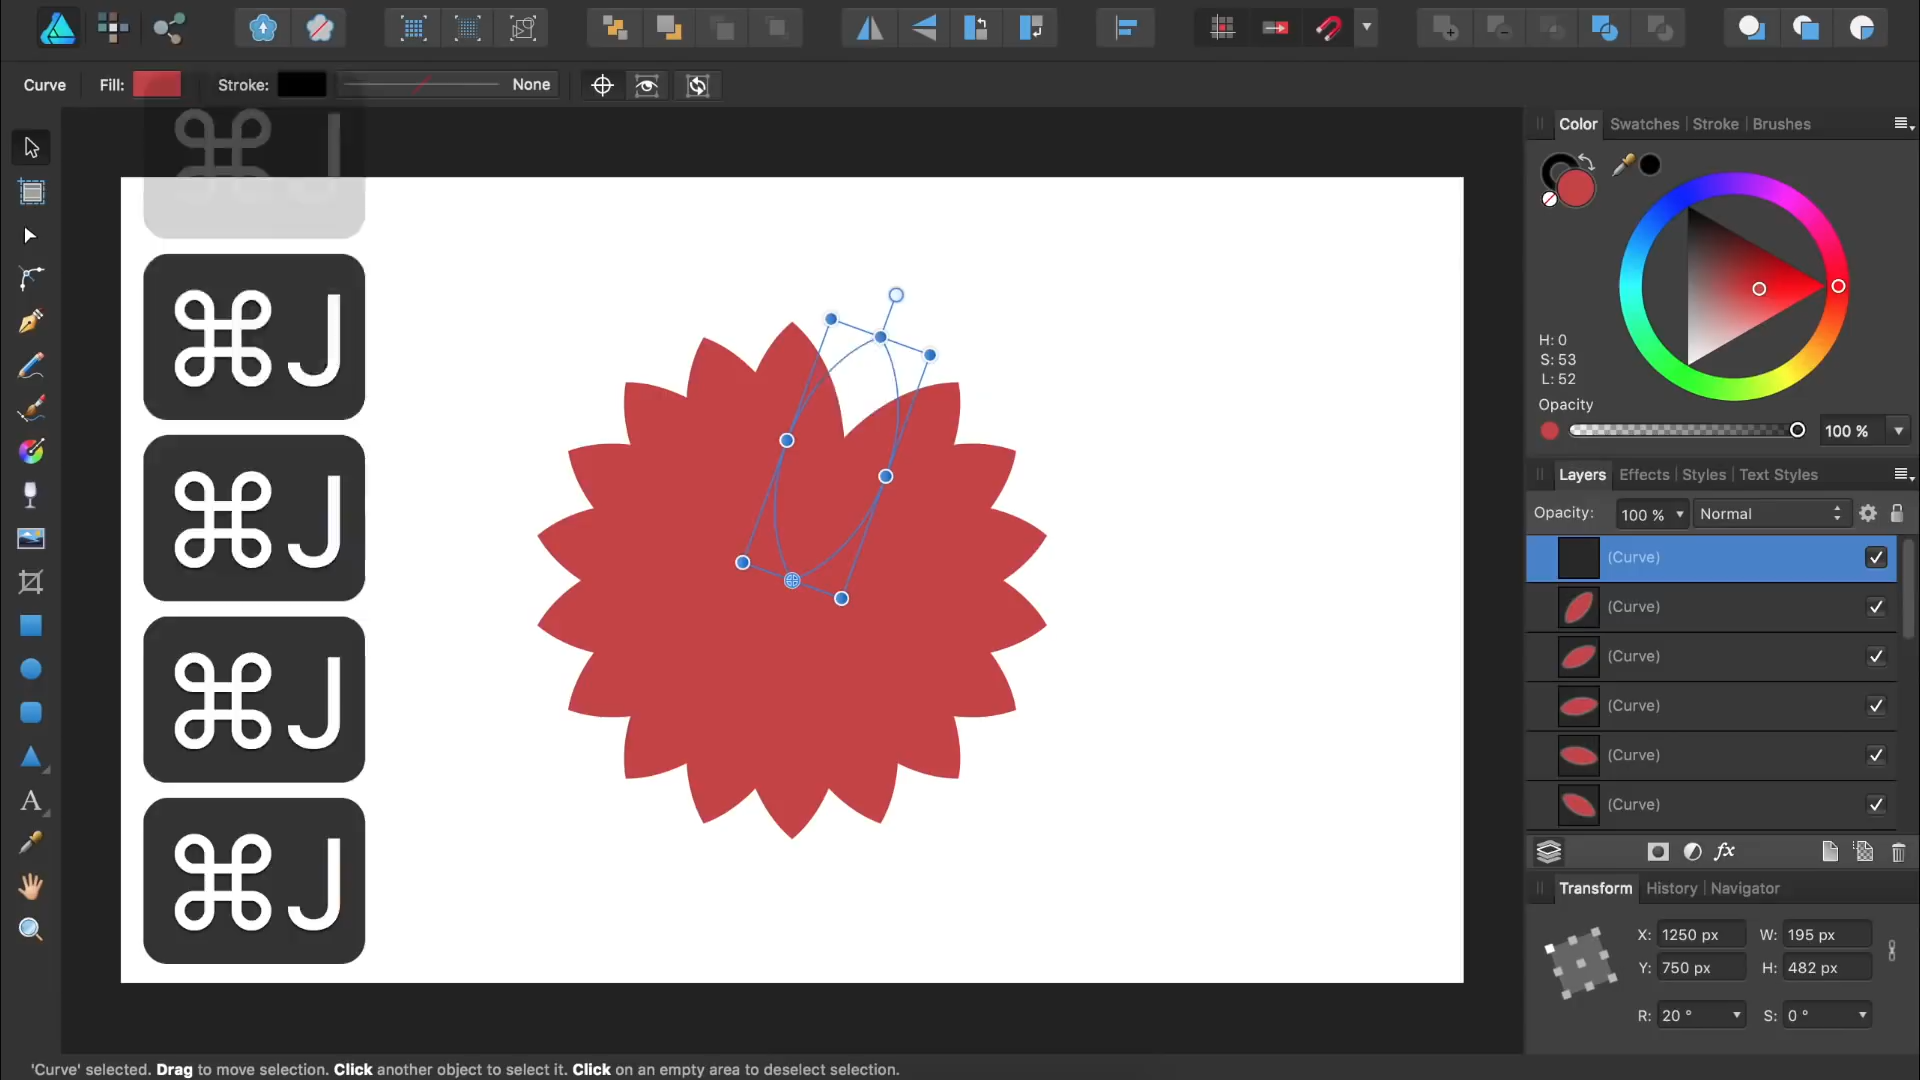 Curve
Fill:
Stroke:
None
⌘ J
⌘ J
⌘ J
⌘ J
⌘ J
Color
Swatches
Stroke
Brushes
H: 0
S: 53
L: 52
Opacity
100 %
Layers
Effects
Styles
Text Styles
Opacity:
100 %
Normal
(Curve)
(Curve)
(Curve)
(Curve)
(Curve)
(Curve)
fx
Transform
History
Navigator
X: 1250 px W: 195 px
Y: 750 px H: 482 px
R: 20 ° S: 0 °
A
'Curve' selected. Drag to move selection. Click another object to select it. Click on an empty area to deselect selection.